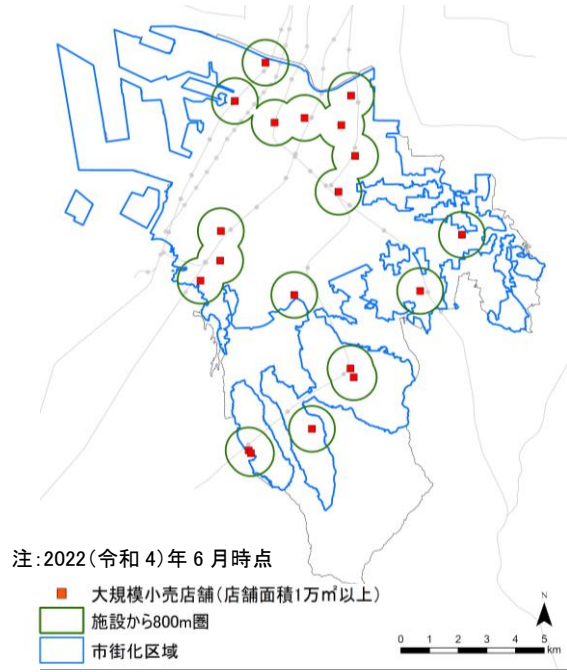 注:2022(令和 4)年 6 月時点
大規模小売店舗(店舗面積1万㎡以上)
施設から800m圏
市街化区域
N
0 1 2 3 4 5
km